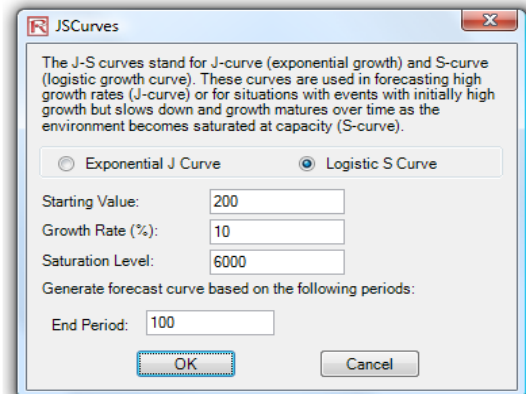 JSCurves
The J-S curves stand for J-curve (exponential growth) and S-curve
(logistic growth curve). These curves are used in forecasting high
growth rates (J-curve) or for situations with events with initially high
growth but slows down and growth matures over time as the
environment becomes saturated at capacity (S-curve).
Exponential J Curve Logistic S Curve
Starting Value: 200
Growth Rate (%): 10
Saturation Level: 6000
Generate forecast curve based on the following periods:
End Period: 100
OK Cancel